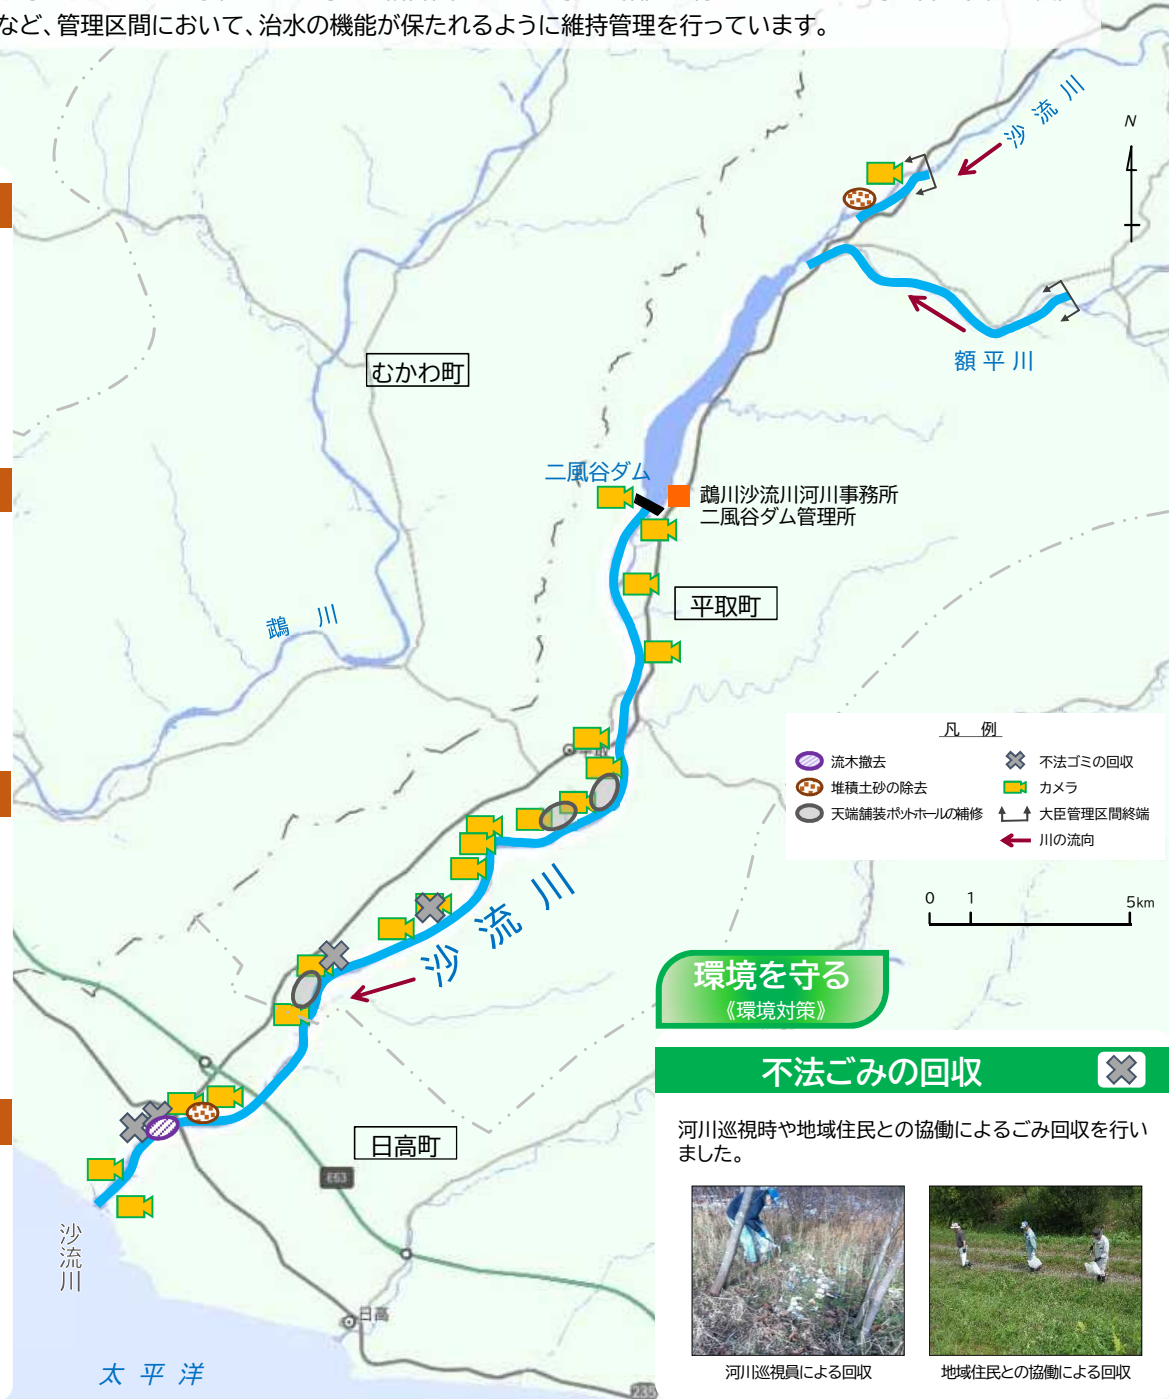 など、管理区間において、治水の機能が保たれるように維持管理を行っています。
沙流川
N
額平川
むかわ町
二風谷ダム
鵡川沙流川河川事務所
二風谷ダム管理所
平取町
鵡川
凡 例
流木撤去
不法ゴミの回収
堆積土砂の除去
カメラ
天端舗装ポットホールの補修
大臣管理区間終端
川の流向
0 1 5km
沙流川
環境を守る
《環境対策》
不法ごみの回収
河川巡視時や地域住民との協働によるごみ回収を行い
ました。
日高町
E63
沙流川
日高
太平洋
235
河川巡視員による回収
地域住民との協働による回収